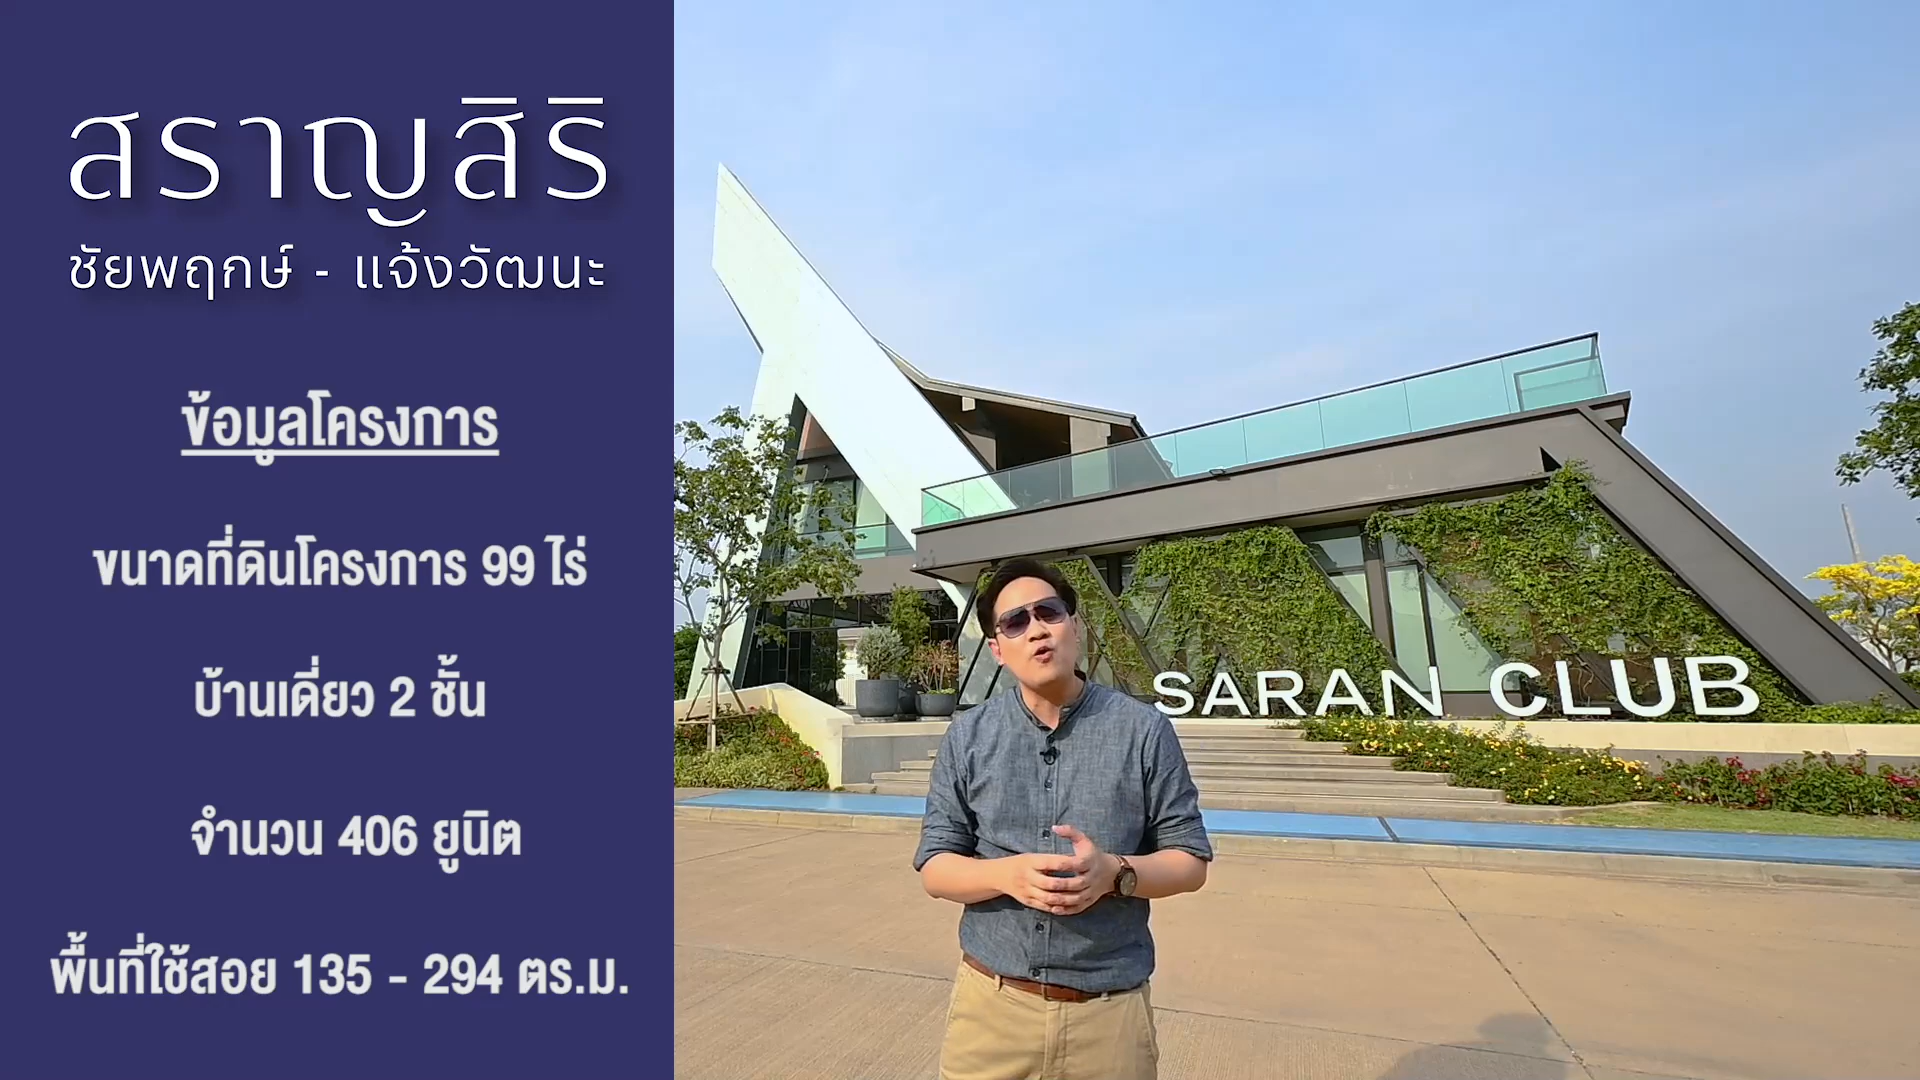 สราญสิริ
ชัยพฤกษ์ - แจ้งวัฒนะ
ข้อมูลโครงการ
ขนาดที่ดินโครงการ 99 ไร่
บ้านเดี่ยว 2 ชั้น
จำนวน 406 ยูนิต
พื้นที่ใช้สอย 135 - 294 ตร.ม.
SARAN CLUB